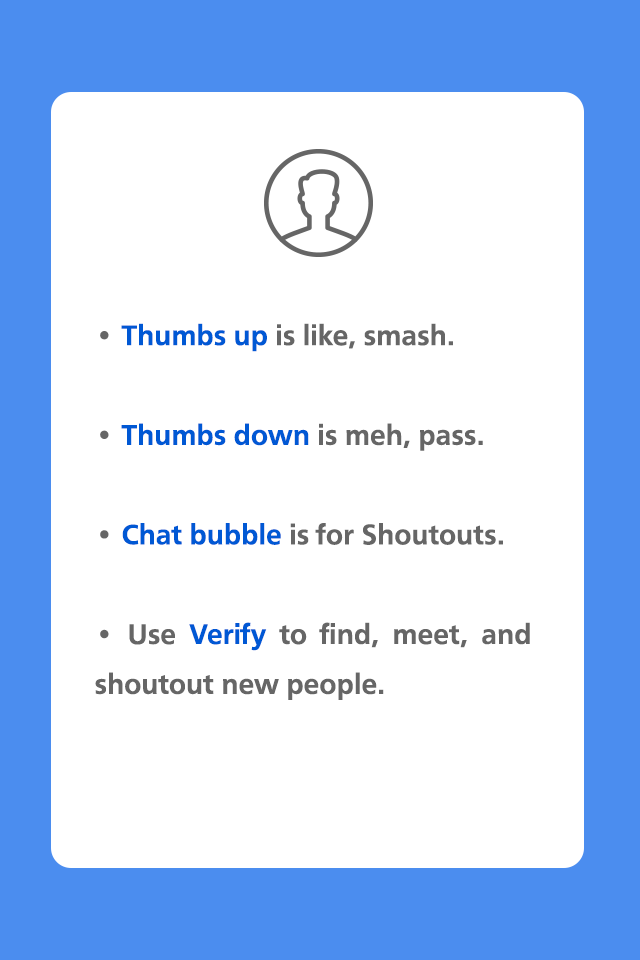 • Thumbs up is like, smash.
• Thumbs down is meh, pass.
• Chat bubble is for Shoutouts.
• Use Verify to find, meet, and
shoutout new people.